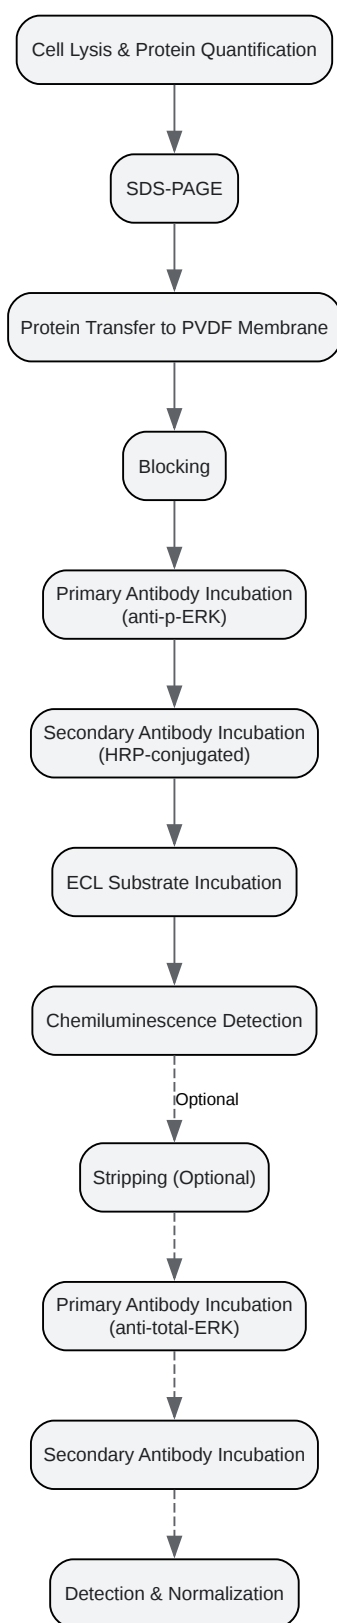 Cell Lysis & Protein Quantification
SDS-PAGE
Protein Transfer to PVDF Membrane
Blocking
Primary Antibody Incubation
(anti-p-ERK)
Secondary Antibody Incubation
(HRP-conjugated)
ECL Substrate Incubation
Chemiluminescence Detection
Optional
Stripping (Optional)
Primary Antibody Incubation
(anti-total-ERK)
Secondary Antibody Incubation
Detection & Normalization